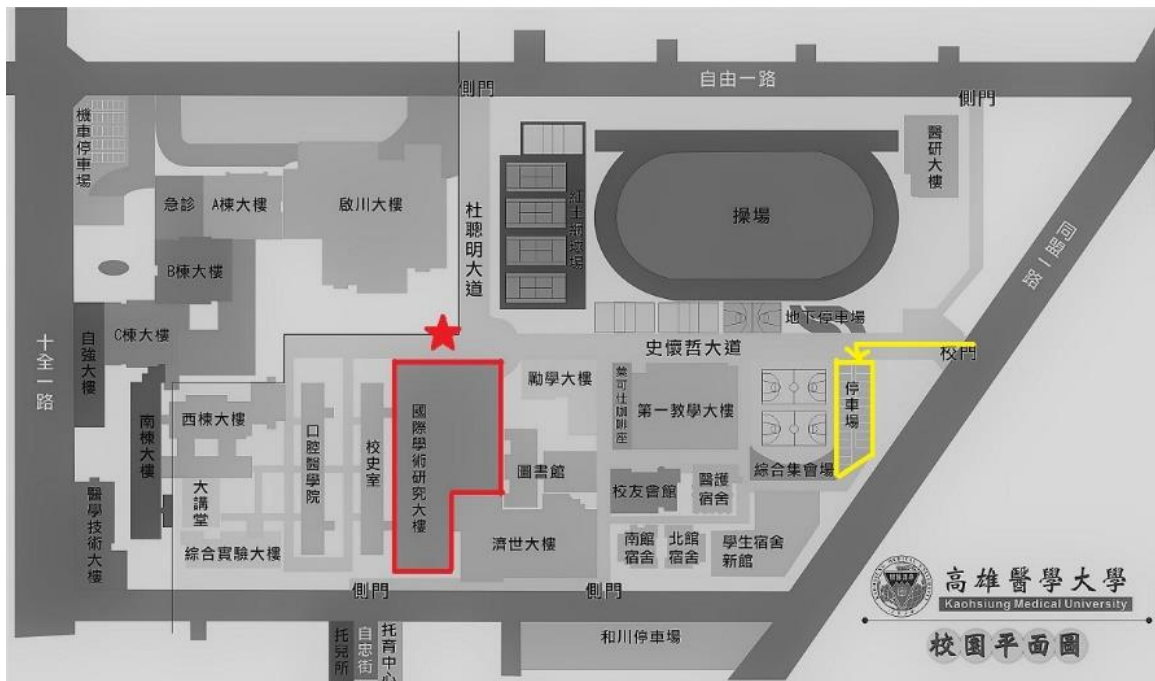 自由一路
側門
側門
機車停車場
醫研大樓
急診
A棟大樓
啟川大樓
杜聰明大道
紅土網球場
操場
同盟一路
B棟大樓
C棟大樓
自強大樓
十全一路
地下停車場
史懷哲大道
校門
勵學大樓
第一教學大樓
停車場
南棟大樓
西棟大樓
口腔醫學院
校史室
國際學術研究大樓
圖書館
綜合集會場
校友會館
醫護
宿舍
大講堂
醫學技術大樓
綜合實驗大樓
濟世大樓
南館
宿舍
北館
宿舍
學生宿舍
新館
側門
側門
和川停車場
托兒所
自忠街
托育中心
高雄醫學大學
Kaohsiung Medical University
校園平面圖